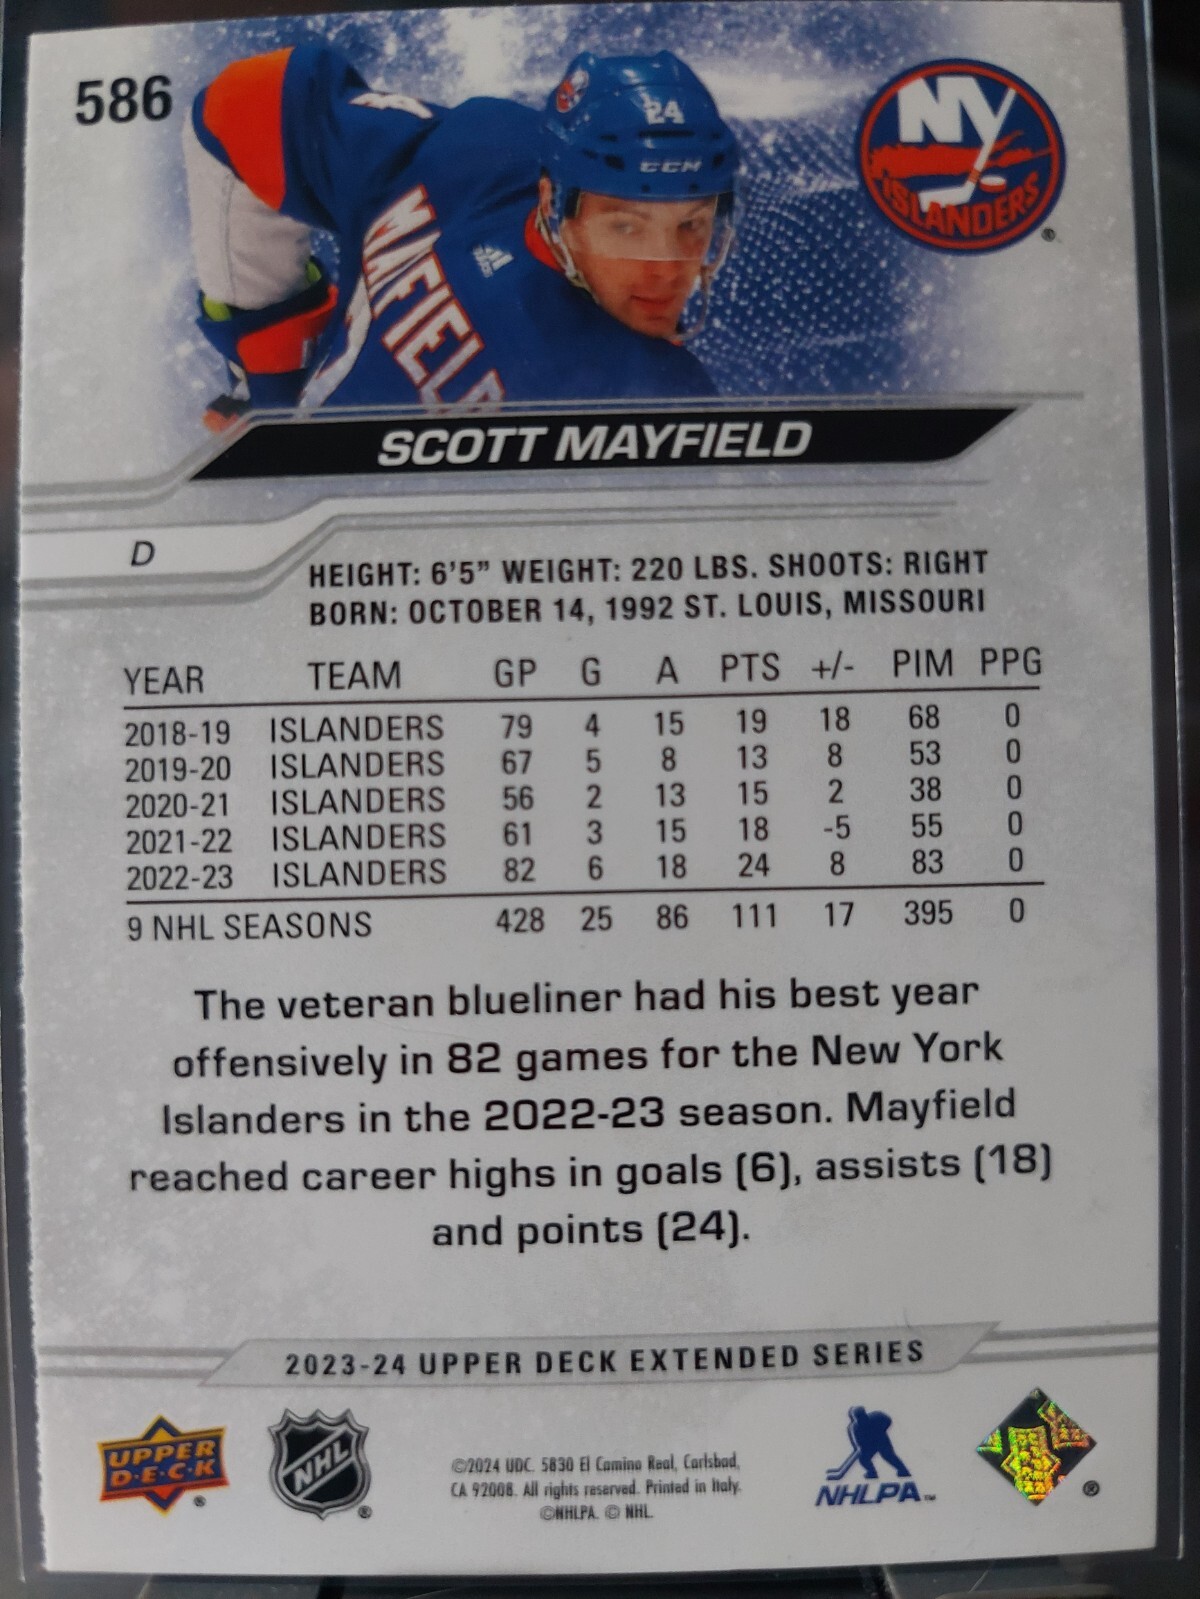 586
24
CCM
MAYFIELD
NY
ISLANDERS
®
SCOTT MAYFIELD
D
HEIGHT: 6'5” WEIGHT: 220 LBS. SHOOTS: RIGHT
BORN: OCTOBER 14, 1992 ST. LOUIS, MISSOURI
YEAR TEAM GP G A PTS +/- PIM PPG
2018-19 ISLANDERS 79 4 15 19 18 68 0
2019-20 ISLANDERS 67 5 8 13 8 53 0
2020-21 ISLANDERS 56 2 13 15 2 38 0
2021-22 ISLANDERS 61 3 15 18 -5 55 0
2022-23 ISLANDERS 82 6 18 24 8 83 0
9 NHL SEASONS 428 25 86 111 17 395 0
The veteran blueliner had his best year
offensively in 82 games for the New York
Islanders in the 2022-23 season. Mayfield
reached career highs in goals (6), assists (18)
and points (24).
2023-24 UPPER DECK EXTENDED SERIES
UPPER
D·E·C·K
®
NHL
®
©2024 UDC. 5830 El Camino Real, Carlsbad,
CA 92008. All rights reserved. Printed in Italy.
©NHLPA. © NHL.
NHLPA™
®